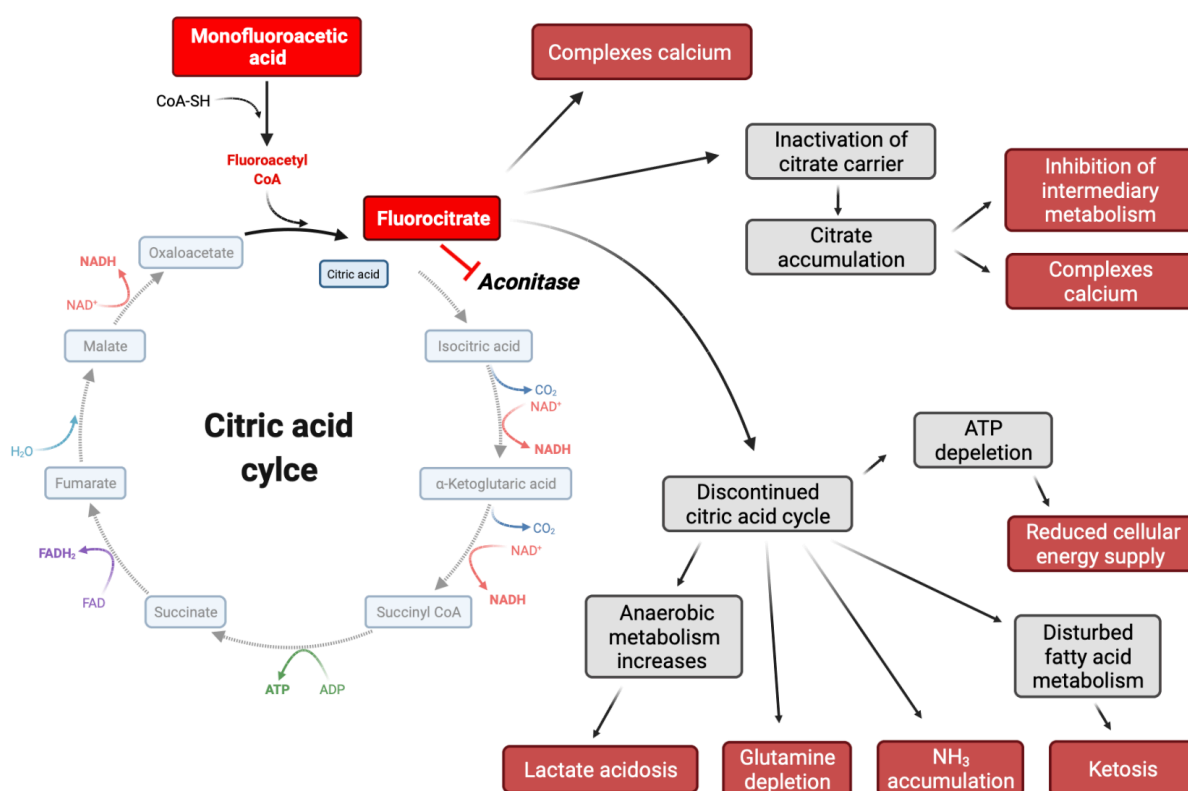 Monofluoroacetic
acid
CoA-SH
Fluoroacetyl
CoA
Fluorocitrate
Aconitase
Oxaloacetate
Citric acid
NADH
NAD⁺
Malate
Isocitric acid
CO₂
NAD⁺
NADH
Citric acid
cylce
H₂O
Fumarate
α-Ketoglutaric acid
CO₂
NAD⁺
NADH
FADH₂
FAD
Succinate
Succinyl CoA
ATP
ADP
Complexes calcium
Inactivation of
citrate carrier
Citrate
accumulation
Inhibition of
intermediary
metabolism
Complexes
calcium
Discontinued
citric acid cycle
ATP
depeletion
Reduced cellular
energy supply
Anaerobic
metabolism
increases
Disturbed
fatty acid
metabolism
Lactate acidosis
Glutamine
depletion
NH₃
accumulation
Ketosis